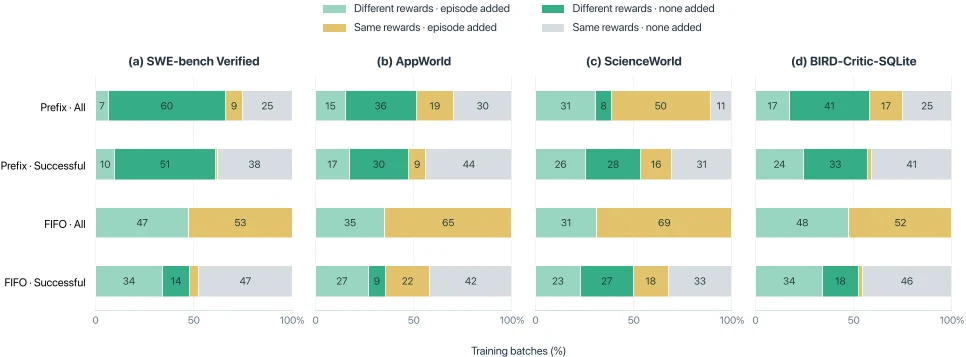 Different rewards · episode added
Different rewards · none added
Same rewards · episode added
Same rewards · none added
(a) SWE-bench Verified
(b) AppWorld
(c) ScienceWorld
(d) BIRD-Critic-SQLite
Prefix · All
7 60 9 25
15 36 19 30
31 8 50 11
17 41 17 25
Prefix · Successful
10 51 38
17 30 9 44
26 28 16 31
24 33 41
FIFO · All
47 53
35 65
31 69
48 52
FIFO · Successful
34 14 47
27 9 22 42
23 27 18 33
34 18 46
0 50 100%
0 50 100%
0 50 100%
0 50 100%
Training batches (%)